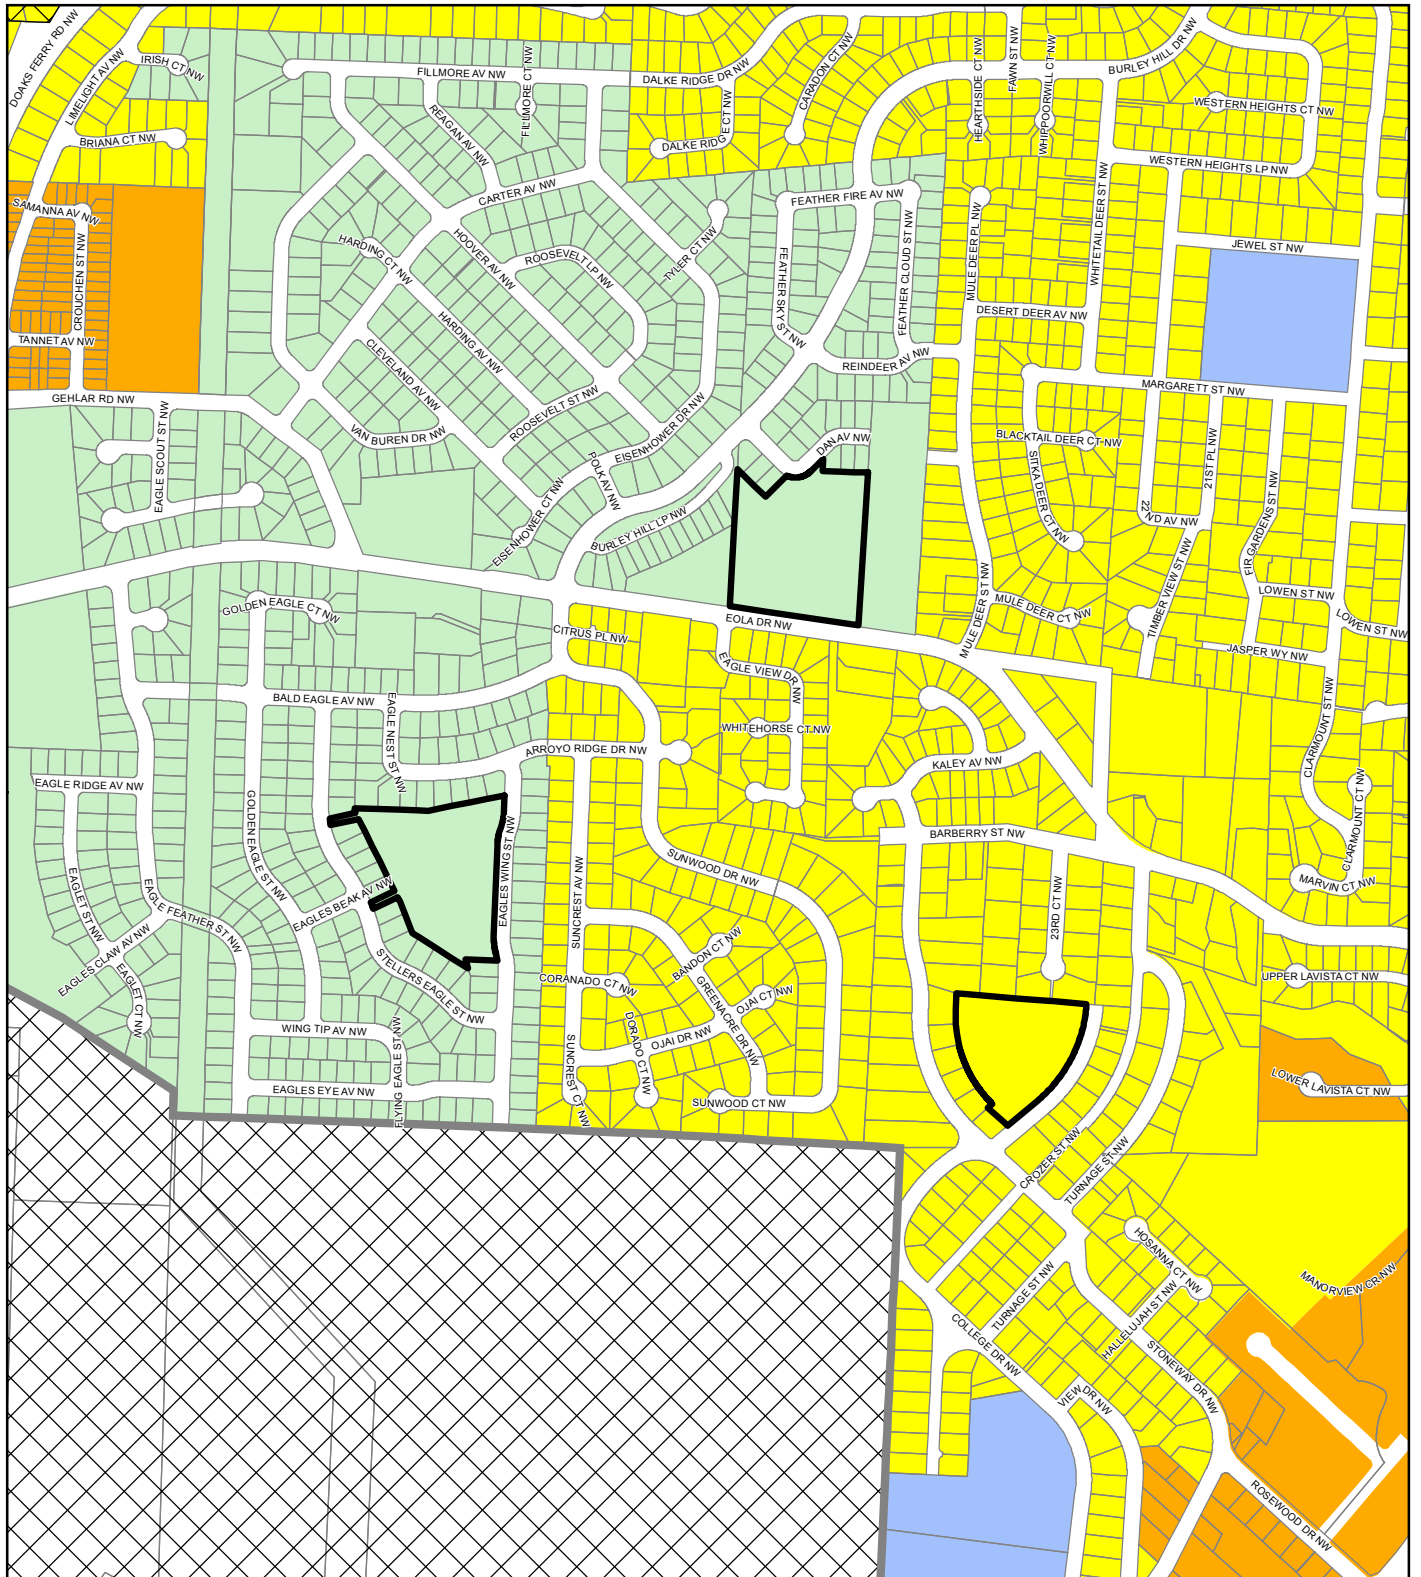 DOAKS FERRY RD NW
LIMELIGHT AV NW
IRISH CT NW
BRIANA CT NW
FILLMORE AV NW
FILLMORE CT NW
REAGAN AV NW
DALKE RIDGE DR NW
DALKE RIDG E CT NW
CARADON CT NW
HEARTHSIDE CT NW
FAWN ST NW
WHIPPOORWILL CT NW
BURLEY HILL DR NW
WESTERN HEIGHTS CT NW
WESTERN HEIGHTS LP NW
SAMANNA AV NW
CROUCHEN ST NW
TANNET AV NW
CARTER AV NW
HARDING CT NW
HOOVER AV NW
ROOSEVELT LP NW
TYLER CT NW
FEATHER FIRE AV NW
FEATHER SKY ST NW
FEATHER CLOUD ST NW
MULE DEER PL NW
WHITETAIL DEER ST NW
JEWEL ST NW
DESERT DEER AV NW
HARDING AV NW
CLEVELAND AV NW
REINDEER AV NW
MARGARETT ST NW
GEHLAR RD NW
EAGLE SCOUT ST NW
VAN BUREN DR NW
ROOSEVELT ST NW
EISENHOWER DR NW
POLK AV NW
EISENHOWER CT NW
BURLEY HILL LP NW
DAN AV NW
BLACKTAIL DEER CT NW
SITKA DEER CT NW
21ST PL NW
22 ND AV NW
FIR GARDENS ST NW
TIMBER VIEW ST NW
LOWEN ST NW
LOWEN ST NW
JASPER WY NW
MULE DEER ST NW
MULE DEER CT NW
GOLDEN EAGLE CT NW
CITRUS PL NW
EOLA DR NW
EAGLE VIEW DR NW
WHITEHORSE CT NW
BALD EAGLE AV NW
EAGLE NEST ST NW
ARROYO RIDGE DR NW
KALEY AV NW
CLARMOUNT ST NW
CLARMOUNT CT NW
MARVIN CT NW
EAGLE RIDGE AV NW
GOLDEN EAGLE ST NW
EAGLES WING ST NW
BARBERRY ST NW
SUNWOOD DR NW
SUNCREST AV NW
EAGLET ST NW
EAGLE FEATHER ST NW
EAGLES BEAK AV NW
EAGLES CLAW AV NW
EAGLET CT NW
STELLERS EAGLE ST NW
23RD CT NW
BANDON CT NW
GREENACRE DR NW
CORANADO CT NW
OJAI CT NW
OJAI DR NW
DORADO CT NW
SUNCREST CT NW
SUNWOOD CT NW
UPPER LAVISTA CT NW
LOWER LAVISTA CT NW
WING TIP AV NW
EAGLES EYE AV NW
FLYING EAGLE ST NW
CROZER ST NW
TURNAGE ST NW
HOSANNA CT NW
MANORVIEW CR NW
TURNAGE ST NW
HALLELUJAH ST NW
COLLEGE DR NW
STONEWAY DR NW
VIEW DR NW
ROSEWOOD DR NW